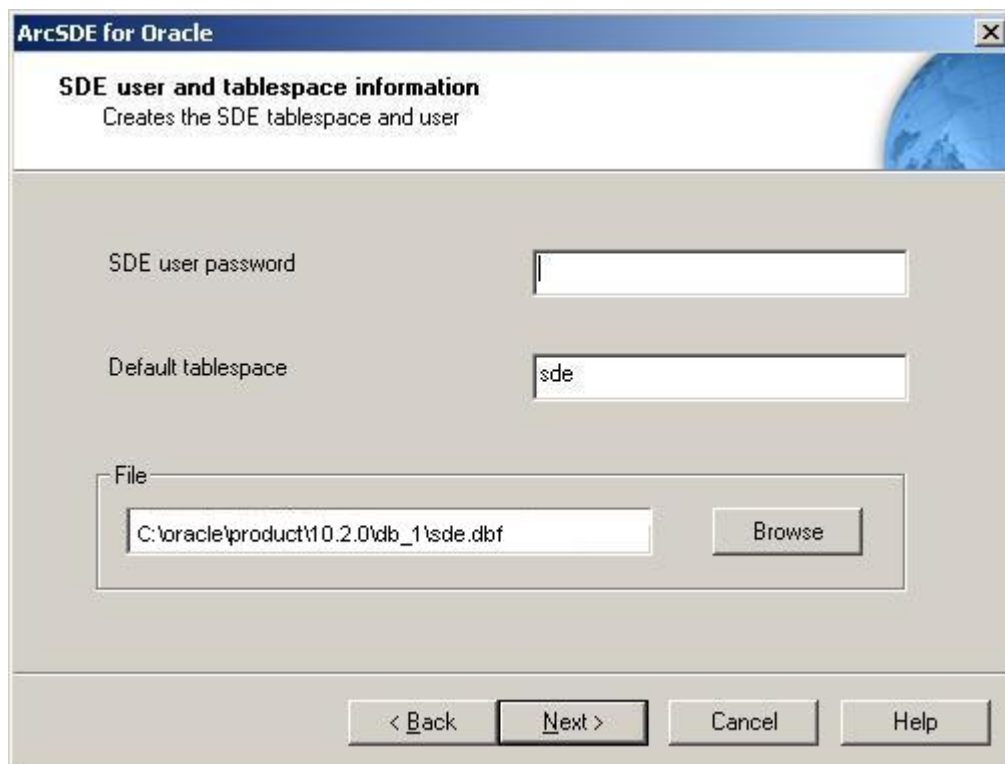 ArcSDE for Oracle
SDE user and tablespace information
Creates the SDE tablespace and user
SDE user password
Default tablespace
sde
File
C:\oracle\product\10.2.0\db_1\sde.dbf
Browse
< Back
Next >
Cancel
Help